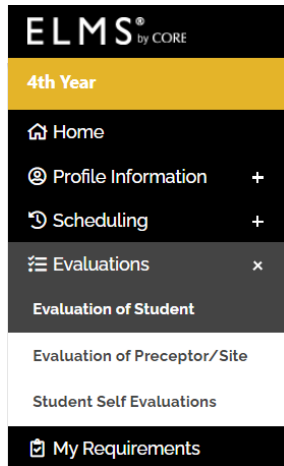 ELMS® by CORE
4th Year
Home
Profile Information +
Scheduling +
Evaluations ×
Evaluation of Student
Evaluation of Preceptor/Site
Student Self Evaluations
My Requirements